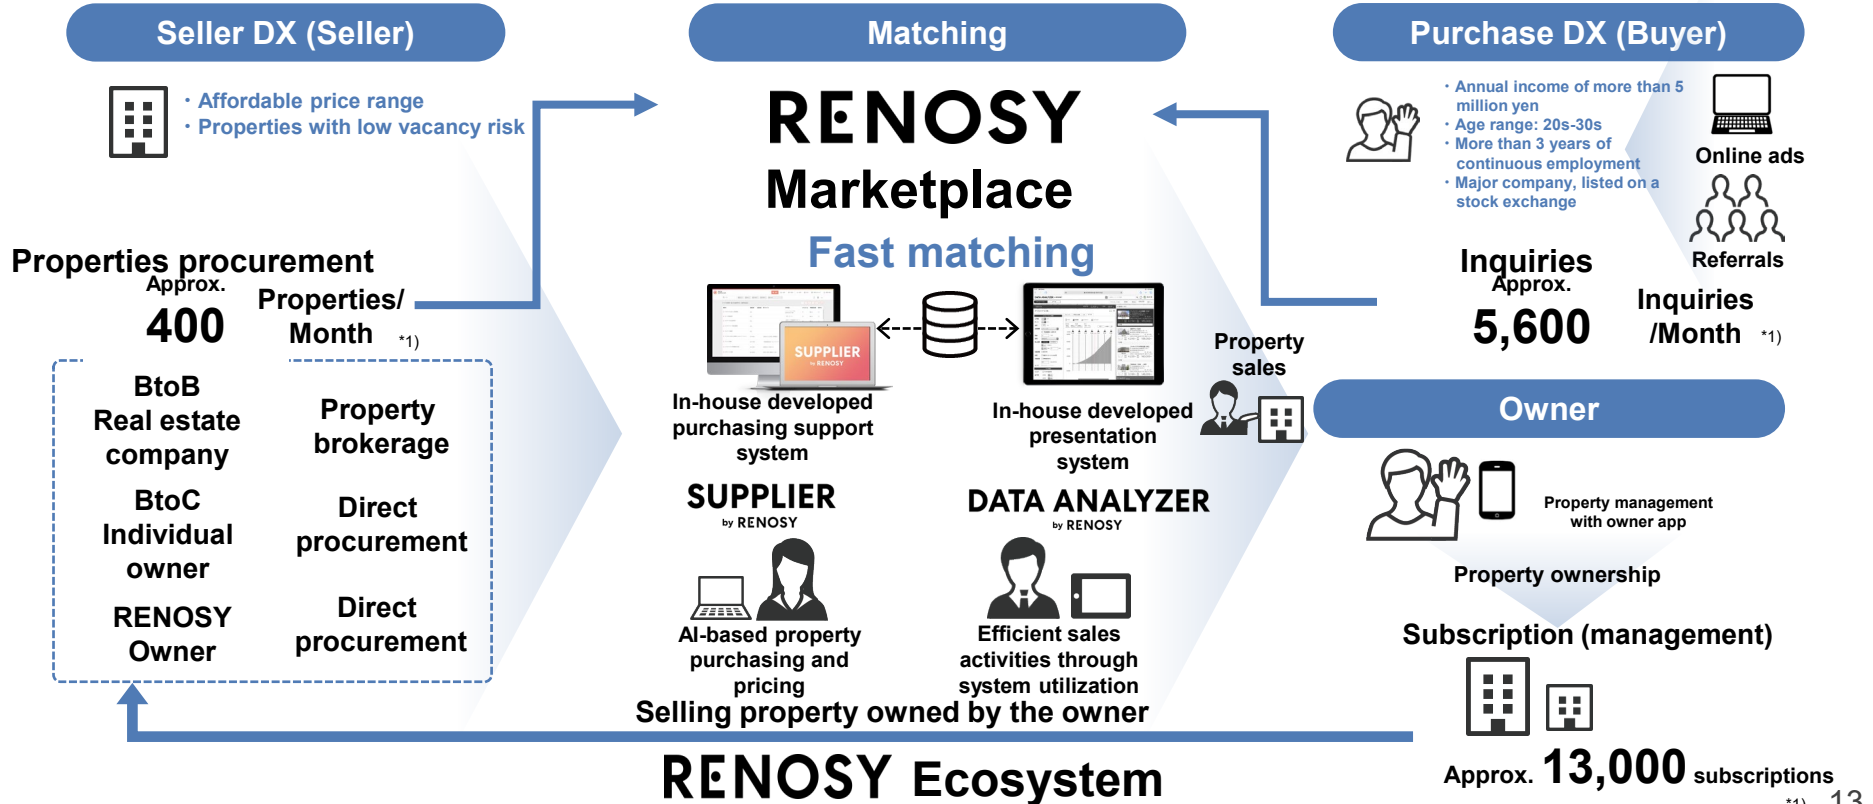 Seller DX (Seller)
・Affordable price range
・Properties with low vacancy risk
Properties procurement
Approx.
400
Properties/
Month *1)
BtoB
Real estate
company
Property
brokerage
BtoC
Individual
owner
Direct
procurement
RENOSY
Owner
Direct
procurement
Matching
RENOSY
Marketplace
Fast matching
SUPPLIER
by RENOSY
In-house developed
purchasing support
system
In-house developed
presentation
system
SUPPLIER
by RENOSY
DATA ANALYZER
by RENOSY
AI-based property
purchasing and
pricing
Efficient sales
activities through
system utilization
Property
sales
Selling property owned by the owner
RENOSY Ecosystem
Purchase DX (Buyer)
・Annual income of more than 5
million yen
・Age range: 20s-30s
・More than 3 years of
continuous employment
・Major company, listed on a
stock exchange
Online ads
Referrals
Inquiries
Approx.
5,600
Inquiries
/Month *1)
Owner
Property management
with owner app
Property ownership
Subscription (management)
Approx. 13,000 subscriptions
*1)
13